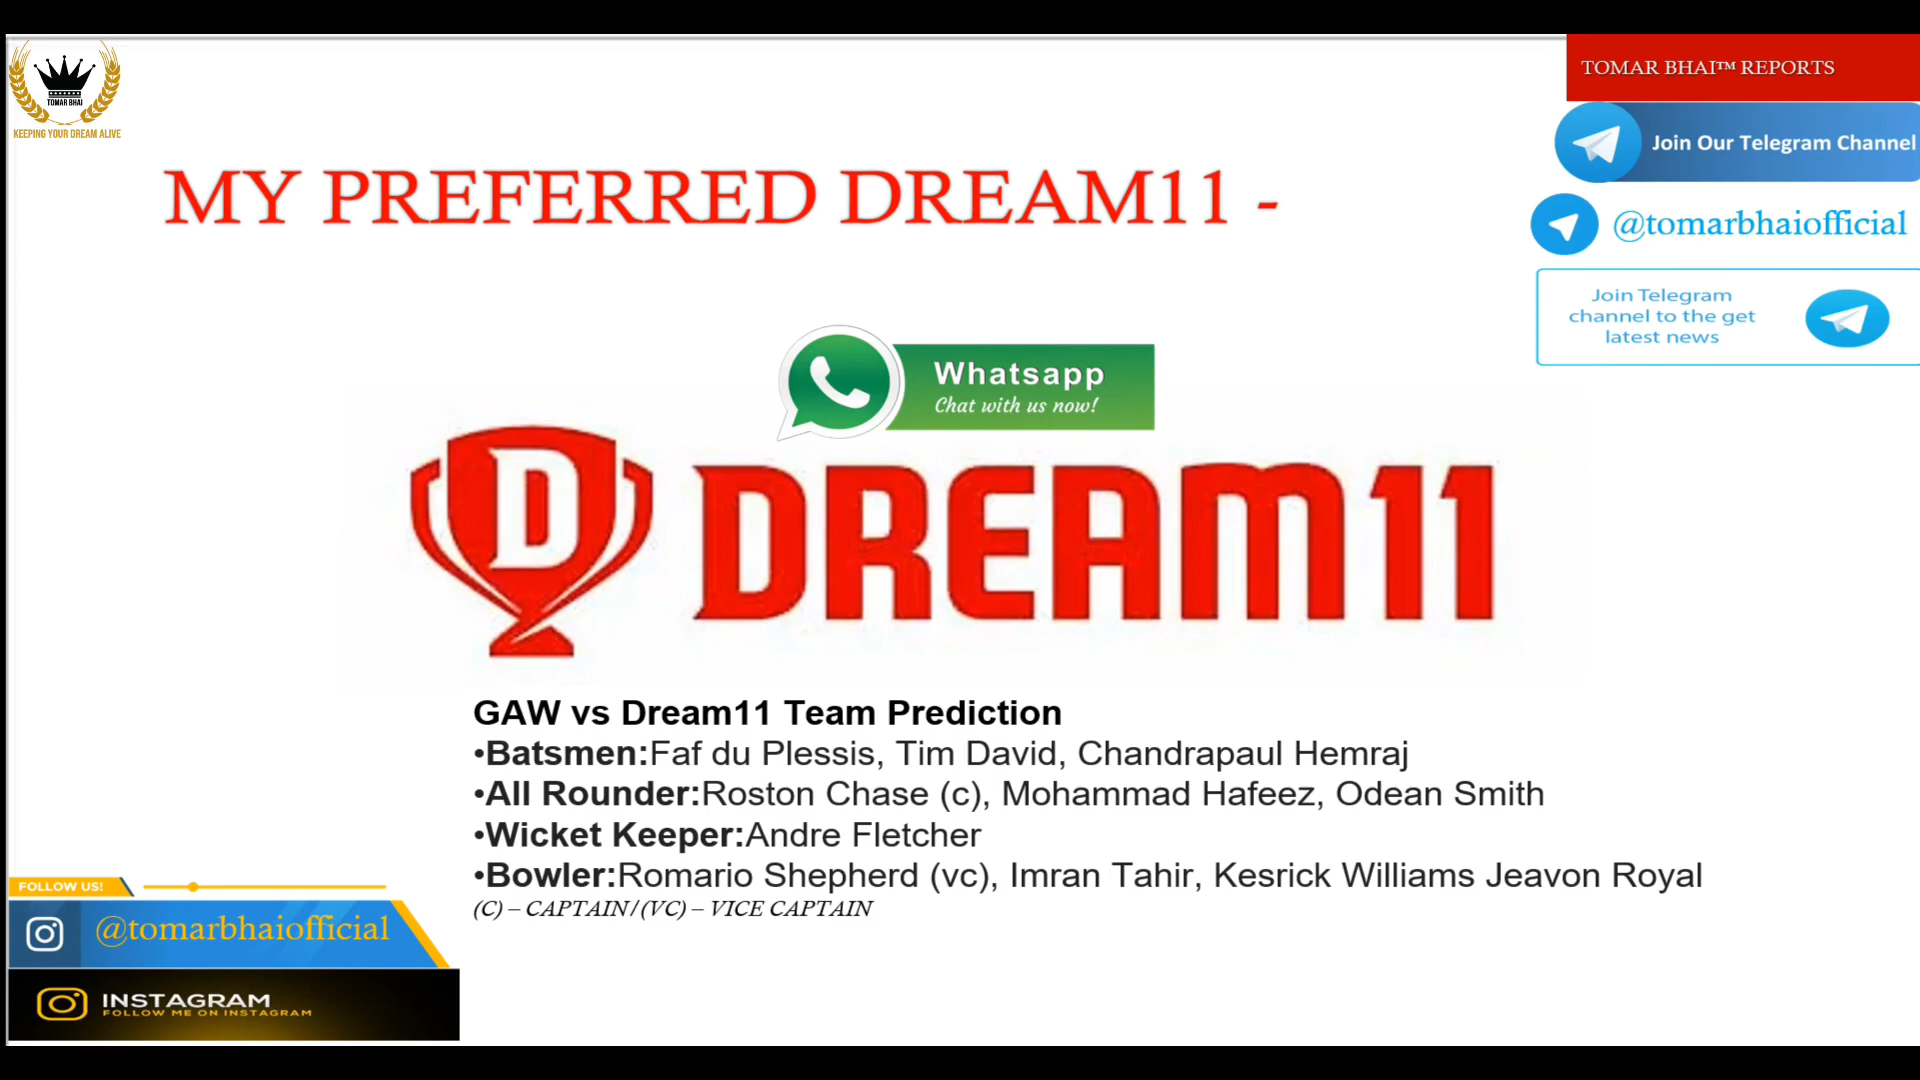 TOMAR BHAI
KEEPING YOUR DREAM ALIVE
TOMAR BHAI™ REPORTS
Join Our Telegram Channel
@tomarbhaiofficial
Join Telegram
channel to the get
latest news
MY PREFERRED DREAM11 -
Whatsapp
Chat with us now!
D DREAM11
GAW vs Dream11 Team Prediction
•Batsmen:Faf du Plessis, Tim David, Chandrapaul Hemraj
•All Rounder:Roston Chase (c), Mohammad Hafeez, Odean Smith
•Wicket Keeper:Andre Fletcher
•Bowler:Romario Shepherd (vc), Imran Tahir, Kesrick Williams Jeavon Royal
(C) – CAPTAIN/(VC) – VICE CAPTAIN
FOLLOW US!
@tomarbhaiofficial
INSTAGRAM
FOLLOW ME ON INSTAGRAM